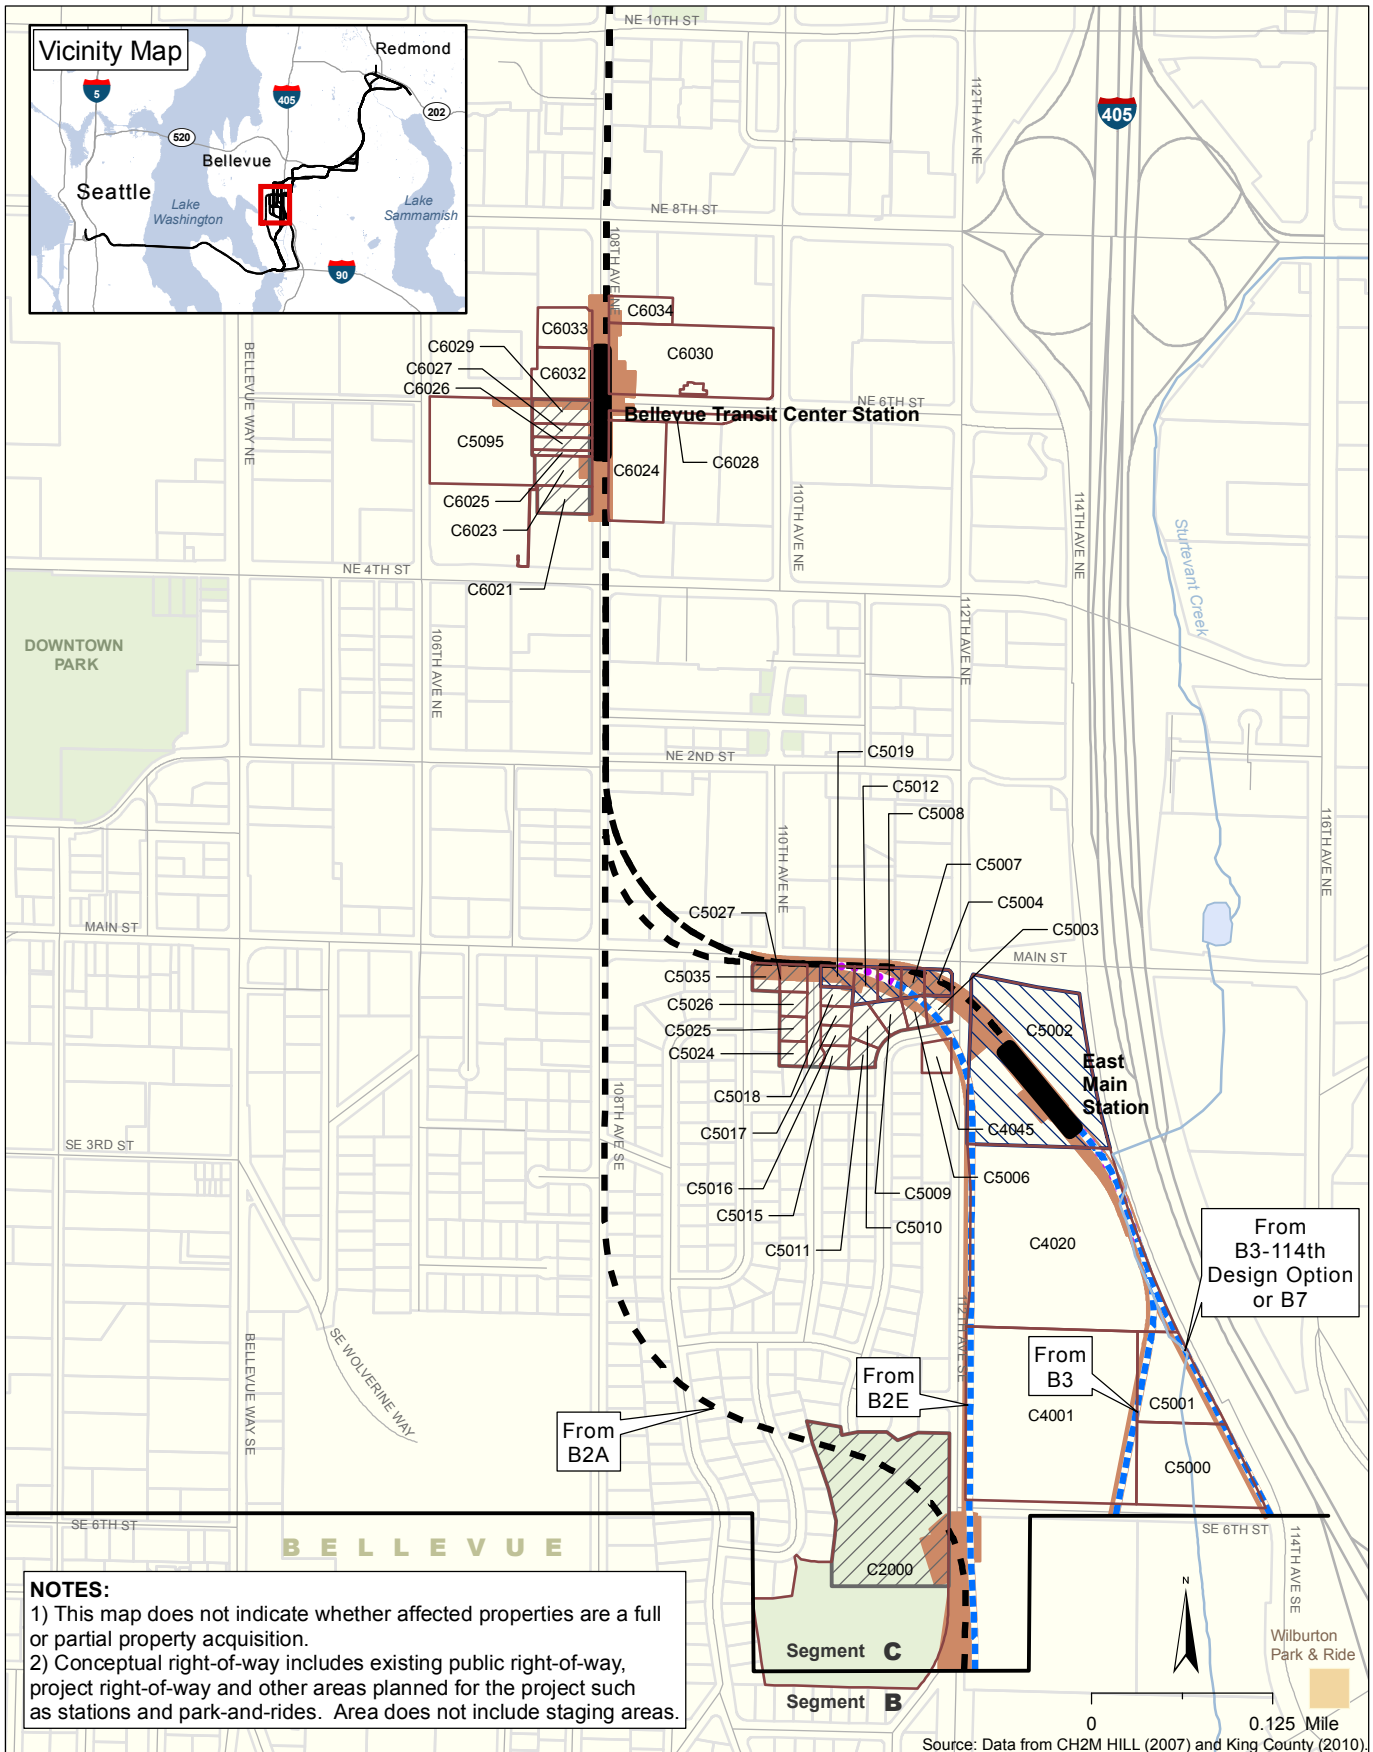 Vicinity Map
Redmond
5
405
202
520
Bellevue
Seattle
Lake
Washington
Lake
Sammamish
90
NE 10TH ST
112TH AVE NE
405
NE 8TH ST
108TH AVE NE
C6034
C6033
C6030
C6029
C6027
C6032
C6026
NE 6TH ST
Bellevue Transit Center Station
BELLEVUE WAY NE
C5095
C6024
C6028
C6025
C6023
110TH AVE NE
114TH AVE NE
Sturtevant Creek
NE 4TH ST
C6021
112TH AVE NE
106TH AVE NE
DOWNTOWN
PARK
NE 2ND ST
C5019
C5012
C5008
110TH AVE NE
116TH AVE NE
C5007
C5004
C5027
C5003
MAIN ST
MAIN ST
C5035
C5026
C5025
C5024
C5002
East
Main
Station
C5018
C5017
C4045
108TH AVE SE
SE 3RD ST
C5016
C5006
C5009
C5015
C5010
C5011
C4020
From
B3-114th
Design Option
or B7
112TH AVE SE
SE WOLVERINE WAY
BELLEVUE WAY SE
From
B2E
From
B3
C4001
C5001
From
B2A
C5000
SE 6TH ST
SE 6TH ST
114TH AVE SE
BELLEVUE
C2000
N
NOTES:
1) This map does not indicate whether affected properties are a full
or partial property acquisition.
2) Conceptual right-of-way includes existing public right-of-way,
project right-of-way and other areas planned for the project such
as stations and park-and-rides.  Area does not include staging areas.
Segment C
Segment B
Wilburton
Park & Ride
0 0.125 Mile
Source: Data from CH2M HILL (2007) and King County (2010).